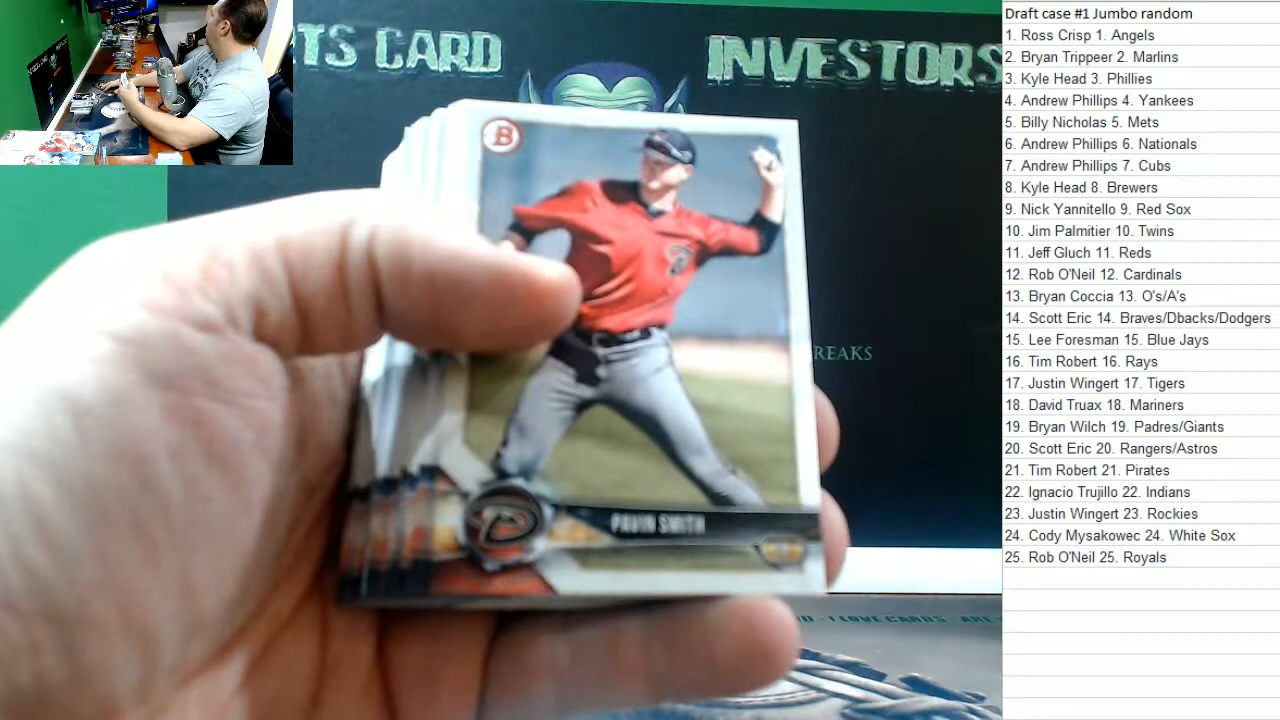 RTS CARD INVESTORS
REAKS
B
PAVIN SMITH
I LOVE CARDS
Draft case #1 Jumbo random
1. Ross Crisp 1. Angels
2. Bryan Trippeer 2. Marlins
3. Kyle Head 3. Phillies
4. Andrew Phillips 4. Yankees
5. Billy Nicholas 5. Mets
6. Andrew Phillips 6. Nationals
7. Andrew Phillips 7. Cubs
8. Kyle Head 8. Brewers
9. Nick Yannitello 9. Red Sox
10. Jim Palmitier 10. Twins
11. Jeff Gluch 11. Reds
12. Rob O'Neil 12. Cardinals
13. Bryan Coccia 13. O's/A's
14. Scott Eric 14. Braves/Dbacks/Dodgers
15. Lee Foresman 15. Blue Jays
16. Tim Robert 16. Rays
17. Justin Wingert 17. Tigers
18. David Truax 18. Mariners
19. Bryan Wilch 19. Padres/Giants
20. Scott Eric 20. Rangers/Astros
21. Tim Robert 21. Pirates
22. Ignacio Trujillo 22. Indians
23. Justin Wingert 23. Rockies
24. Cody Mysakowec 24. White Sox
25. Rob O'Neil 25. Royals